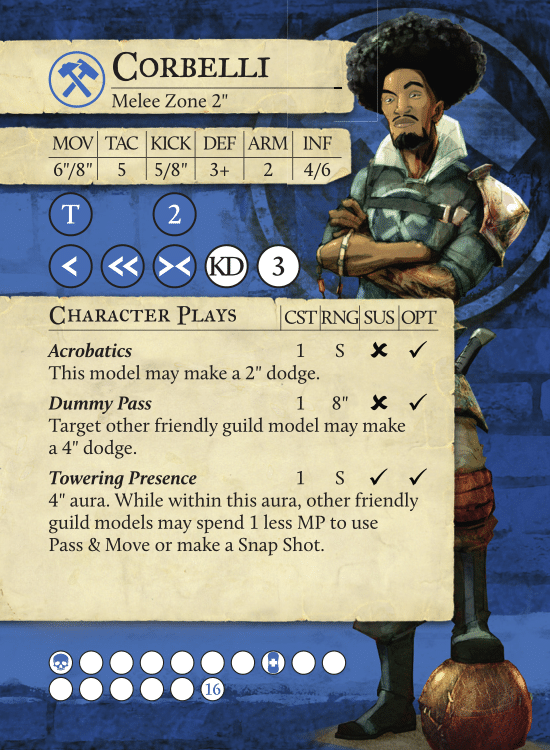 Corbelli
Melee Zone 2"
MOV TAC KICK DEF ARM INF
6"/8" 5 5/8" 3+ 2 4/6
T 2
< << >< KD 3
Character Plays CST RNG SUS OPT
Acrobatics 1 S ✘ ✓
This model may make a 2" dodge.
Dummy Pass 1 8" ✘ ✓
Target other friendly guild model may make
a 4" dodge.
Towering Presence 1 S ✓ ✓
4" aura. While within this aura, other friendly
guild models may spend 1 less MP to use
Pass & Move or make a Snap Shot.
16